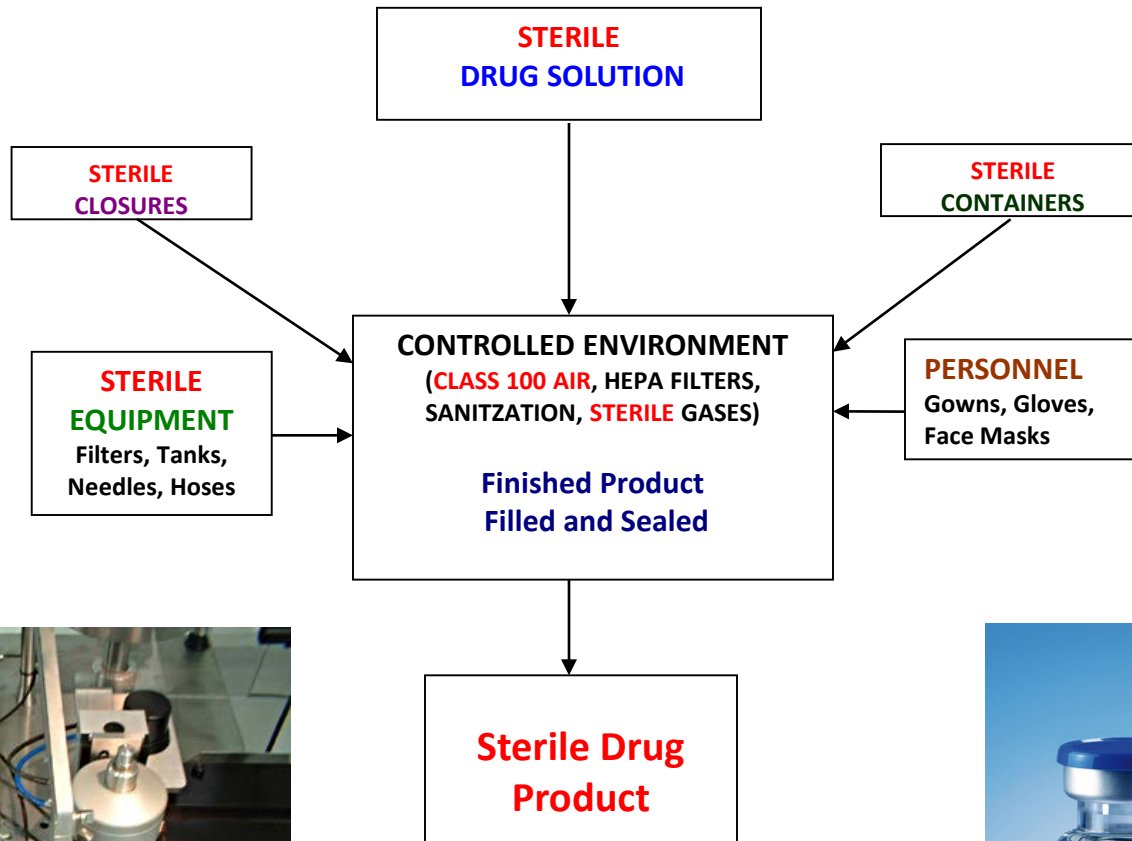 STERILE
DRUG SOLUTION
STERILE
CLOSURES
STERILE
CONTAINERS
STERILE
EQUIPMENT
Filters, Tanks,
Needles, Hoses
CONTROLLED ENVIRONMENT
(CLASS 100 AIR, HEPA FILTERS,
SANITZATION, STERILE GASES)
Finished Product
Filled and Sealed
PERSONNEL
Gowns, Gloves,
Face Masks
Sterile Drug
Product